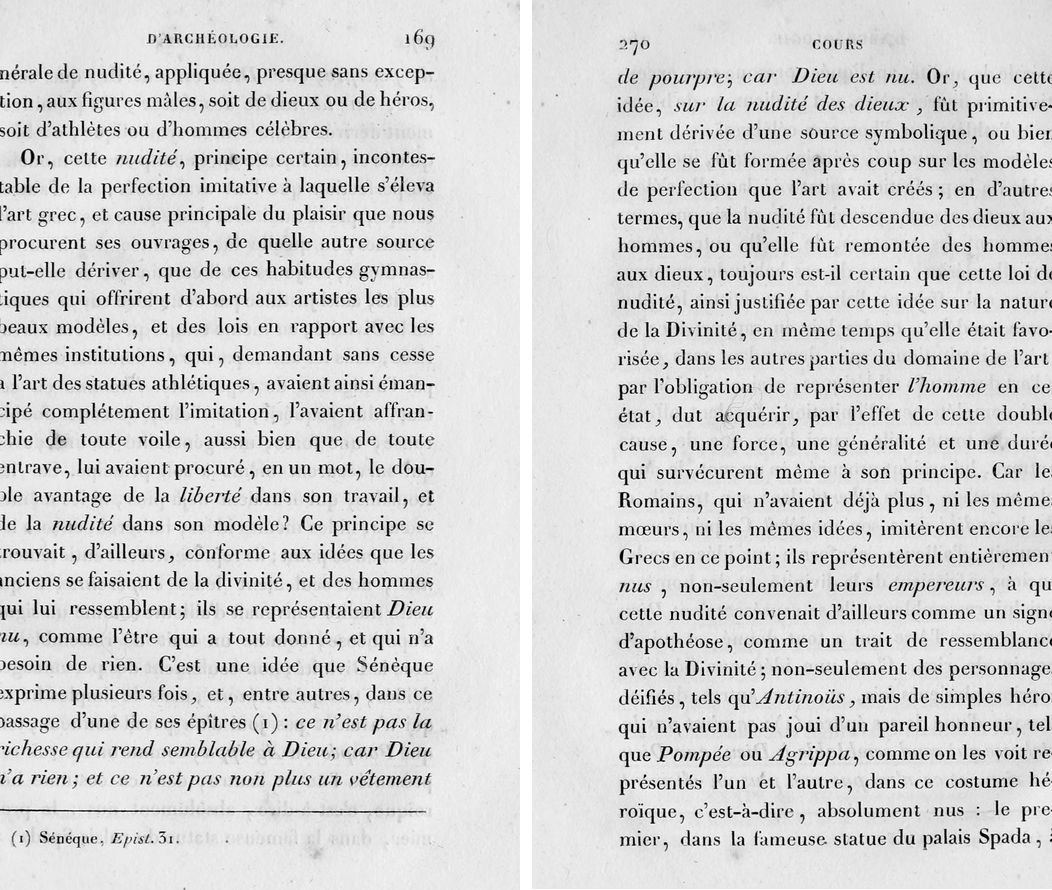 D'ARCHÉOLOGIE. 169
nérale de nudité, appliquée, presque sans excep-
tion, aux figures mâles, soit de dieux ou de héros,
soit d'athlètes ou d'hommes célèbres.
Or, cette nudité, principe certain, incontes-
table de la perfection imitative à laquelle s'éleva
l'art grec, et cause principale du plaisir que nous
procurent ses ouvrages, de quelle autre source
put-elle dériver, que de ces habitudes gymnas-
tiques qui offrirent d'abord aux artistes les plus
beaux modèles, et des lois en rapport avec les
mêmes institutions, qui, demandant sans cesse
à l'art des statues athlétiques, avaient ainsi éman-
cipé complétement l'imitation, l'avaient affran-
chie de toute voile, aussi bien que de toute
entrave, lui avaient procuré, en un mot, le dou-
ble avantage de la liberté dans son travail, et
de la nudité dans son modèle? Ce principe se
trouvait, d'ailleurs, conforme aux idées que les
anciens se faisaient de la divinité, et des hommes
qui lui ressemblent; ils se représentaient Dieu
nu, comme l'être qui a tout donné, et qui n'a
besoin de rien. C'est une idée que Sénèque
exprime plusieurs fois, et, entre autres, dans ce
passage d'une de ses épîtres (1): ce n'est pas la
richesse qui rend semblable à Dieu; car Dieu
n'a rien; et ce n'est pas non plus un vêtement
(1) Sénéque, Epist. 31.
270 COURS
de pourpre; car Dieu est nu. Or, que cette
idée, sur la nudité des dieux, fût primitive-
ment dérivée d'une source symbolique, ou bien
qu'elle se fût formée après coup sur les modèles
de perfection que l'art avait créés; en d'autres
termes, que la nudité fût descendue des dieux aux
hommes, ou qu'elle fût remontée des hommes
aux dieux, toujours est-il certain que cette loi de
nudité, ainsi justifiée par cette idée sur la nature
de la Divinité, en même temps qu'elle était favo-
risée, dans les autres parties du domaine de l'art
par l'obligation de représenter l'homme en ce
état, dut acquérir, par l'effet de cette double
cause, une force, une généralité et une durée
qui survécurent même à son principe. Car le
Romains, qui n'avaient déjà plus, ni les même
mœurs, ni les mêmes idées, imitèrent encore le
Grecs en ce point; ils représentèrent entièremen
nus, non-seulement leurs empereurs, à qu
cette nudité convenait d'ailleurs comme un signe
d'apothéose, comme un trait de ressemblance
avec la Divinité; non-seulement des personnage
déifiés, tels qu'Antinoüs, mais de simples héro
qui n'avaient pas joui d'un pareil honneur, tel
que Pompée ou Agrippa, comme on les voit re-
présentés l'un et l'autre, dans ce costume hé-
roïque, c'est-à-dire, absolument nus : le pre-
mier, dans la fameuse statue du palais Spada,